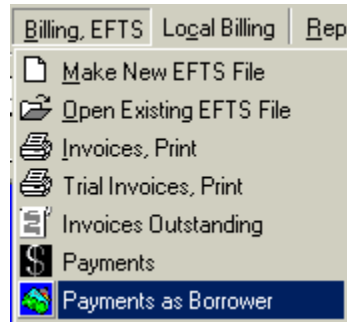 Billing, EFTS Local Billing Rep
Make New EFTS File
Open Existing EFTS File
Invoices, Print
Trial Invoices, Print
Invoices Outstanding
Payments
Payments as Borrower